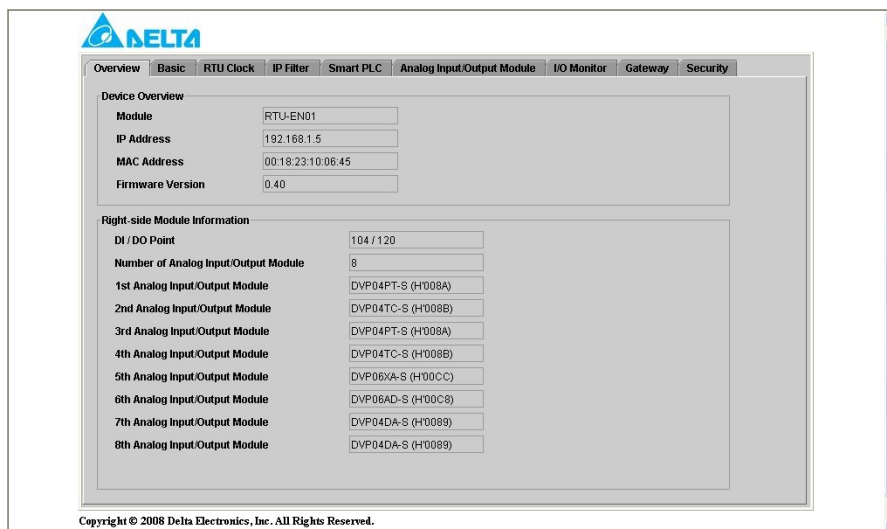 DELTA
Overview Basic RTU Clock IP Filter Smart PLC Analog Input/Output Module I/O Monitor Gateway Security
Device Overview
Module RTU-EN01
IP Address 192.168.1.5
MAC Address 00:18:23:10:06:45
Firmware Version 0.40
Right-side Module Information
DI / DO Point 104 / 120
Number of Analog Input/Output Module 8
1st Analog Input/Output Module DVP04PT-S (H'008A)
2nd Analog Input/Output Module DVP04TC-S (H'008B)
3rd Analog Input/Output Module DVP04PT-S (H'008A)
4th Analog Input/Output Module DVP04TC-S (H'008B)
5th Analog Input/Output Module DVP06XA-S (H'00CC)
6th Analog Input/Output Module DVP06AD-S (H'00C8)
7th Analog Input/Output Module DVP04DA-S (H'0089)
8th Analog Input/Output Module DVP04DA-S (H'0089)
Copyright © 2008 Delta Electronics, Inc. All Rights Reserved.